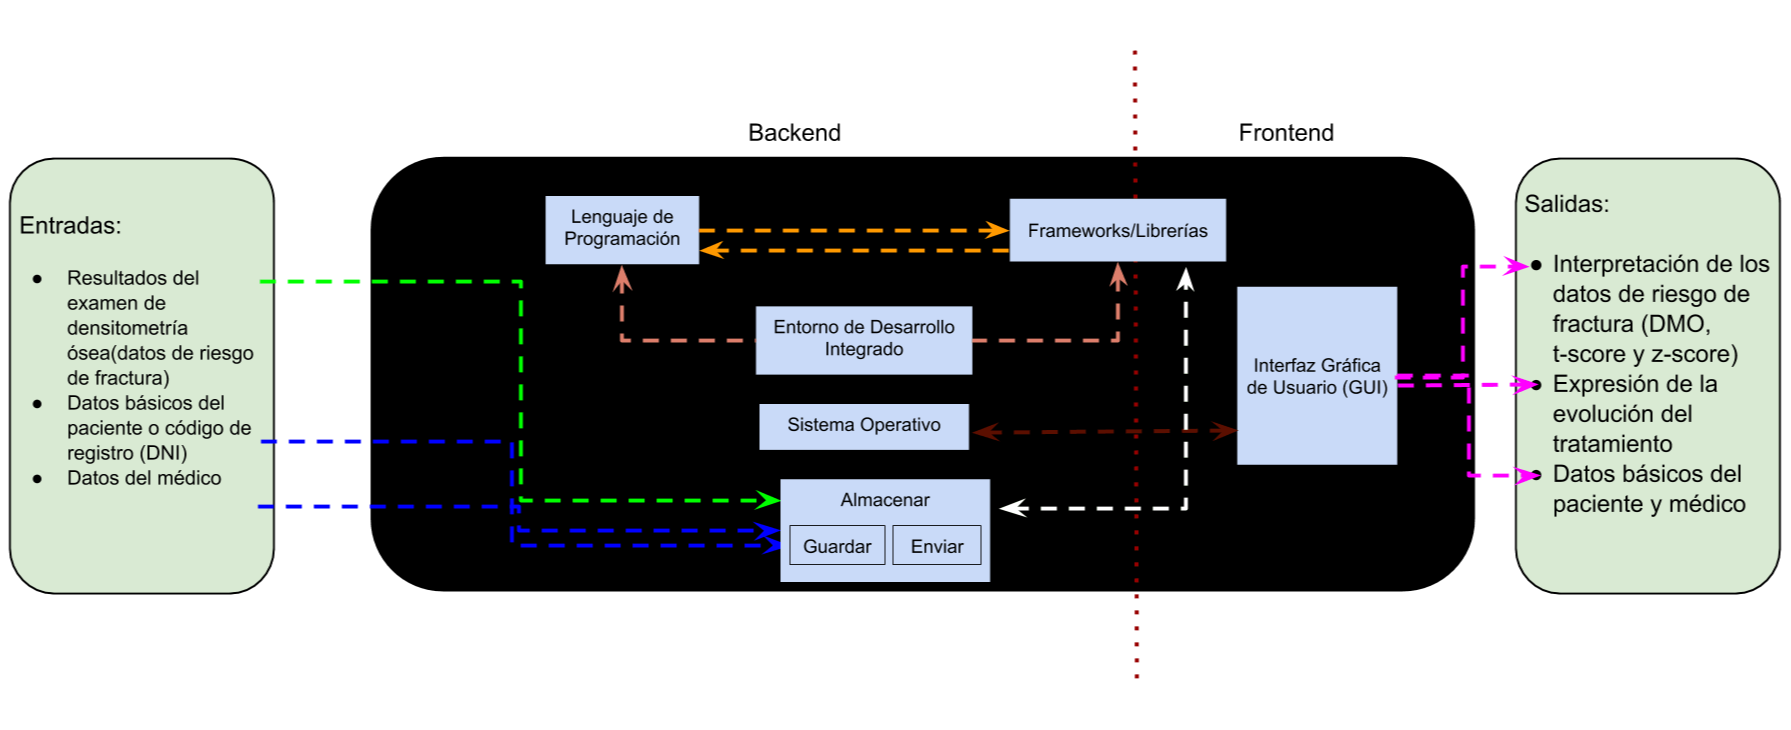 Backend
Frontend
Entradas:
● Resultados del
examen de
densitometría
ósea(datos de riesgo
de fractura)
● Datos básicos del
paciente o código de
registro (DNI)
● Datos del médico
Lenguaje de
Programación
Frameworks/Librerías
Entorno de Desarrollo
Integrado
Sistema Operativo
Almacenar
Guardar
Enviar
Interfaz Gráfica
de Usuario (GUI)
Salidas:
● Interpretación de los
datos de riesgo de
fractura (DMO,
t-score y z-score)
● Expresión de la
evolución del
tratamiento
● Datos básicos del
paciente y médico